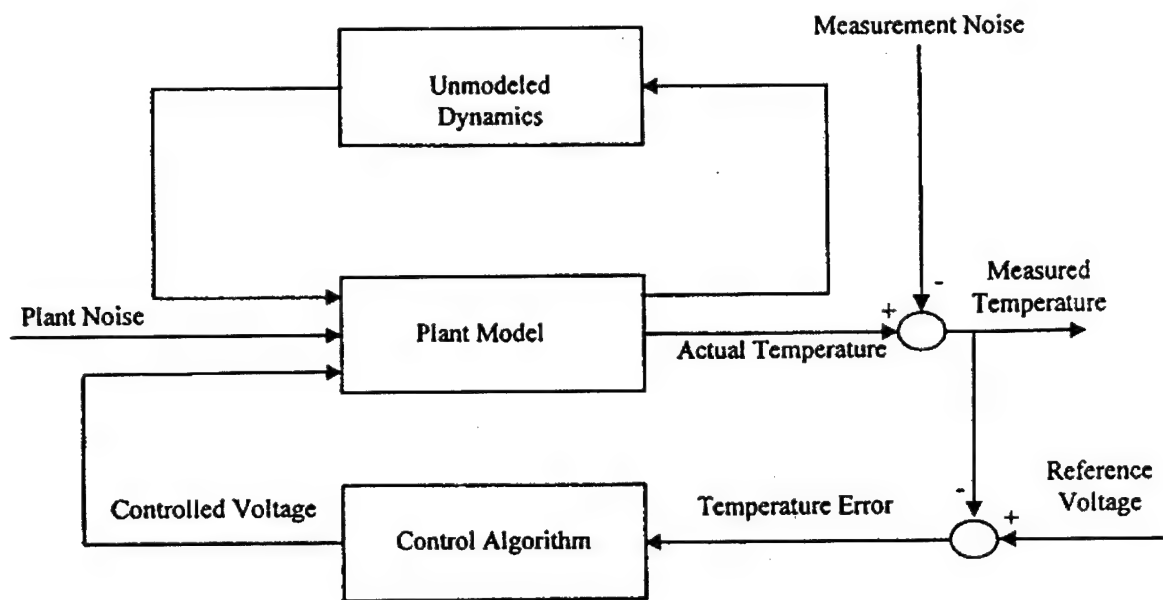 Measurement Noise
Unmodeled
Dynamics
-
Measured
Temperature
Plant Noise
+
Plant Model
Actual Temperature
Reference
Voltage
-
+
Controlled Voltage
Temperature Error
Control Algorithm